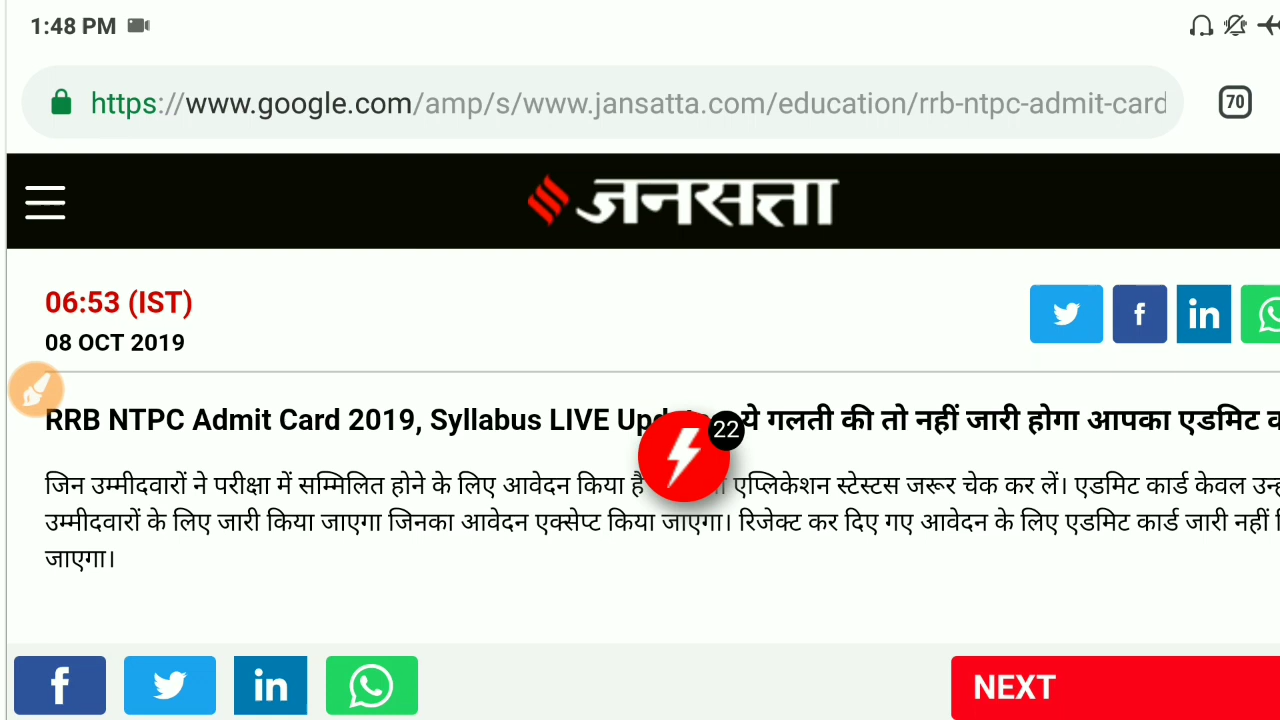 1:48 PM
https://www.google.com/amp/s/www.jansatta.com/education/rrb-ntpc-admit-card
70
जनसत्ता
06:53 (IST)
08 OCT 2019
RRB NTPC Admit Card 2019, Syllabus LIVE ये गलती की तो नहीं जारी होगा आपका एडमिट
22
जिन उम्मीदवारों ने परीक्षा में सम्मिलित होने के लिए आवेदन किया है एप्लिकेशन स्टेस्टस जरूर चेक कर लें। एडमिट कार्ड केवल
उम्मीदवारों के लिए जारी किया जाएगा जिनका आवेदन एक्सेप्ट किया जाएगा। रिजेक्ट कर दिए गए आवेदन के लिए एडमिट कार्ड जारी नहीं
जाएगा।
NEXT